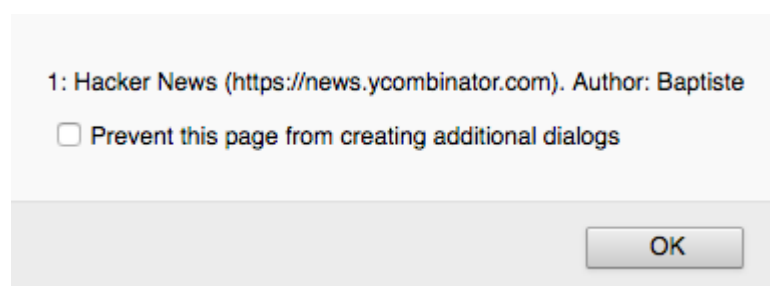 1: Hacker News (https://news.ycombinator.com). Author: Baptiste
Prevent this page from creating additional dialogs
OK